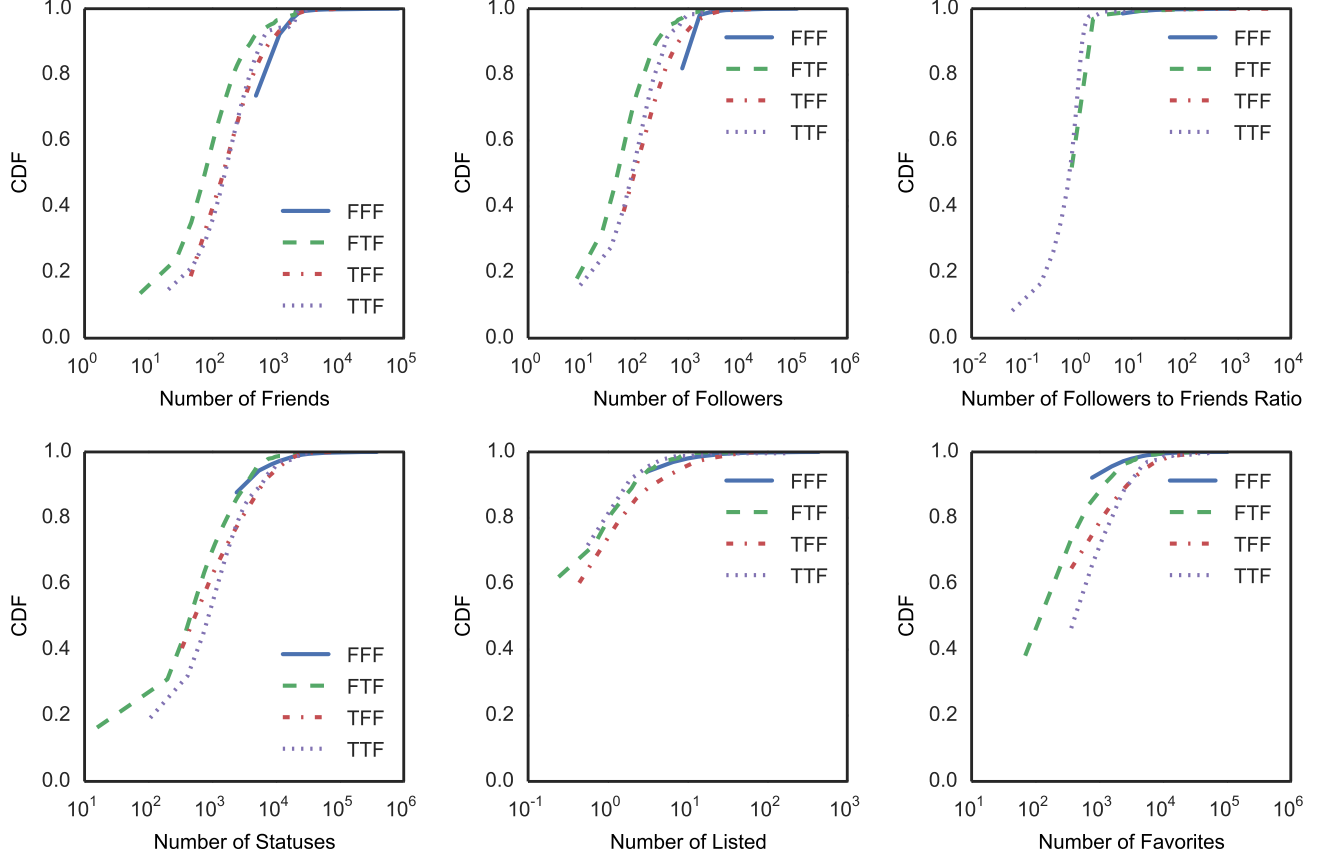 1.0
0.8
0.6
0.4
0.2
0.0
CDF
FFF
FTF
TFF
TTF
10^0 10^1 10^2 10^3 10^4 10^5
Number of Friends
1.0
0.8
0.6
0.4
0.2
0.0
CDF
FFF
FTF
TFF
TTF
10^0 10^1 10^2 10^3 10^4 10^5 10^6
Number of Followers
1.0
0.8
0.6
0.4
0.2
0.0
CDF
FFF
FTF
TFF
TTF
10^-2 10^-1 10^0 10^1 10^2 10^3 10^4
Number of Followers to Friends Ratio
1.0
0.8
0.6
0.4
0.2
0.0
CDF
FFF
FTF
TFF
TTF
10^1 10^2 10^3 10^4 10^5 10^6
Number of Statuses
1.0
0.8
0.6
0.4
0.2
0.0
CDF
FFF
FTF
TFF
TTF
10^-1 10^0 10^1 10^2 10^3
Number of Listed
1.0
0.8
0.6
0.4
0.2
0.0
CDF
FFF
FTF
TFF
TTF
10^1 10^2 10^3 10^4 10^5 10^6
Number of Favorites